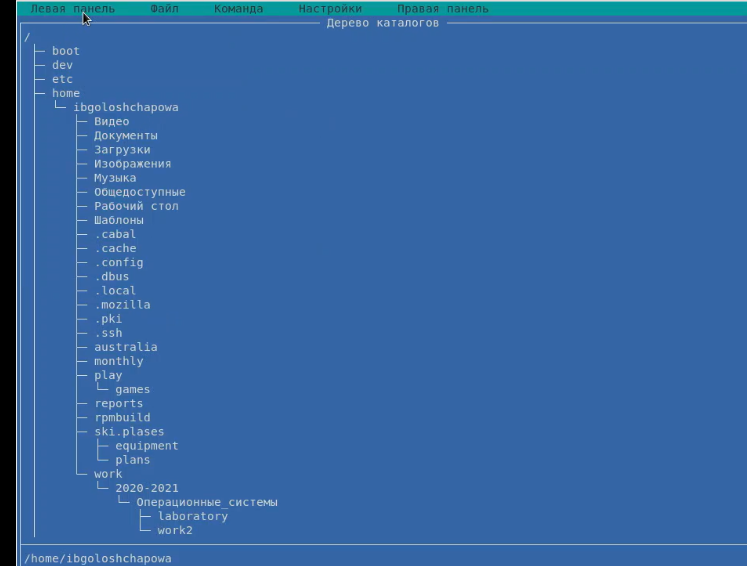 Левая панель Файл Команда Настройки Правая панель
Дерево каталогов
/
boot
dev
etc
home
ibgoloshchapowa
Видео
Документы
Загрузки
Изображения
Музыка
Общедоступные
Рабочий стол
Шаблоны
.cabal
.cache
.config
.dbus
.local
.mozilla
.pki
.ssh
australia
monthly
play
games
reports
rpmbuild
ski.plases
equipment
plans
work
2020-2021
Операционные_системы
laboratory
work2
/home/ibgoloshchapowa